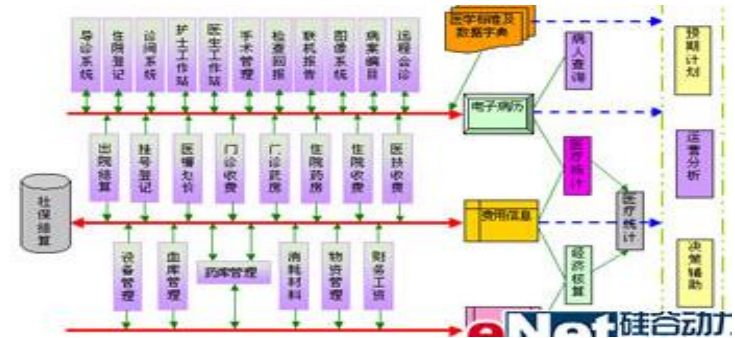 导诊系统
住院登记
诊间系统
护士工作站
医生工作站
手术管理
检查回报
联机报告
图像系统
病案编目
远程会诊
医学标准及
数据字典
病人查询
预期计划
电子病历
出院结算
挂号登记
医嘱划价
门诊收费
门诊药房
住院药房
住院收费
医技收费
医疗统计
运营分析
社保结算
费用信息
医疗统计
设备管理
血库管理
药库管理
消耗材料
物资管理
财务工资
经济核算
决策辅助
eNet硅谷动力